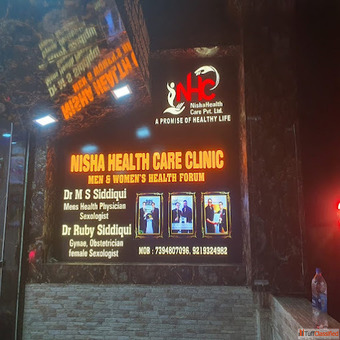 NHC
NishaHealth
Care Pvt. Ltd.
A PROMISE OF HEALTHY LIFE
NISHA HEALTH CARE CLINIC
MEN & WOMEN'S HEALTH FORUM
Dr M S Siddiqui
Mens Health Physician
Sexologist
Dr Ruby Siddiqui
Gynae, Obstetrician
female Sexologist
MOB : 7394807096, 9219324982